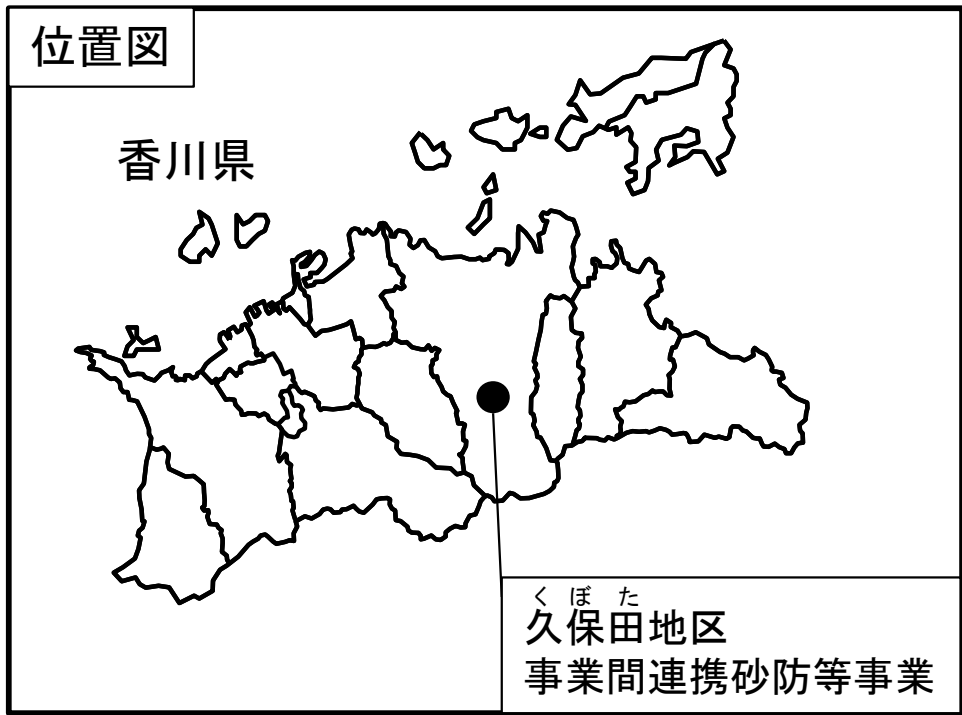 位置図
香川県
くぼた
久保田地区
事業間連携砂防等事業